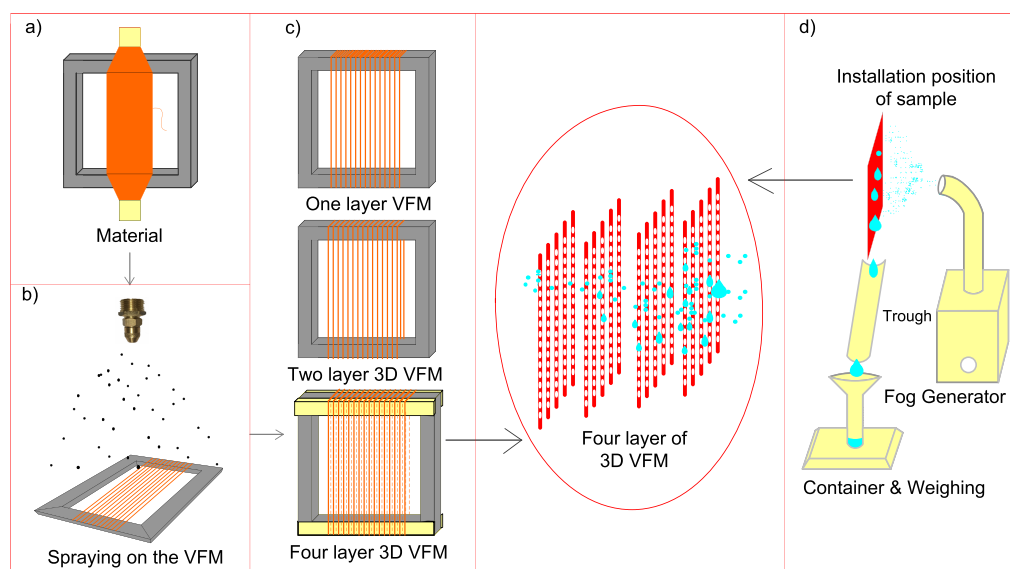 a)
Material
b)
Spraying on the VFM
c)
One layer VFM
Two layer 3D VFM
Four layer 3D VFM
Four layer of
3D VFM
d)
Installation position
of sample
Trough
Fog Generator
Container & Weighing